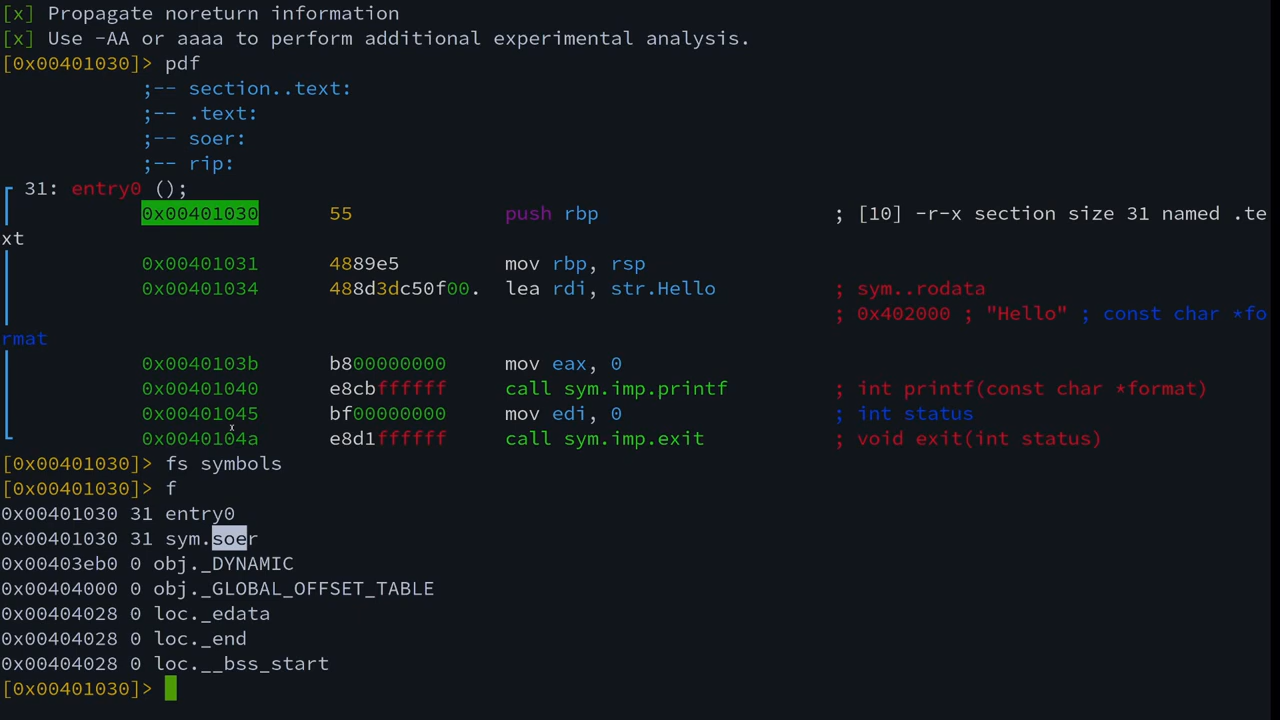 [x] Propagate noreturn information
[x] Use -AA or aaaa to perform additional experimental analysis.
[0x00401030]> pdf
;-- section..text:
;-- .text:
;-- soer:
;-- rip:
31: entry0 ();
0x00401030 55 push rbp ; [10] -r-x section size 31 named .te
xt
0x00401031 4889e5 mov rbp, rsp
0x00401034 488d3dc50f00. lea rdi, str.Hello ; sym..rodata
; 0x402000 ; "Hello" ; const char *fo
rmat
0x0040103b b800000000 mov eax, 0
0x00401040 e8cbffffff call sym.imp.printf ; int printf(const char *format)
0x00401045 bf00000000 mov edi, 0 ; int status
0x0040104a e8d1ffffff call sym.imp.exit ; void exit(int status)
[0x00401030]> fs symbols
[0x00401030]> f
0x00401030 31 entry0
0x00401030 31 sym.soer
0x00403eb0 0 obj._DYNAMIC
0x00404000 0 obj._GLOBAL_OFFSET_TABLE
0x00404028 0 loc._edata
0x00404028 0 loc._end
0x00404028 0 loc.__bss_start
[0x00401030]>